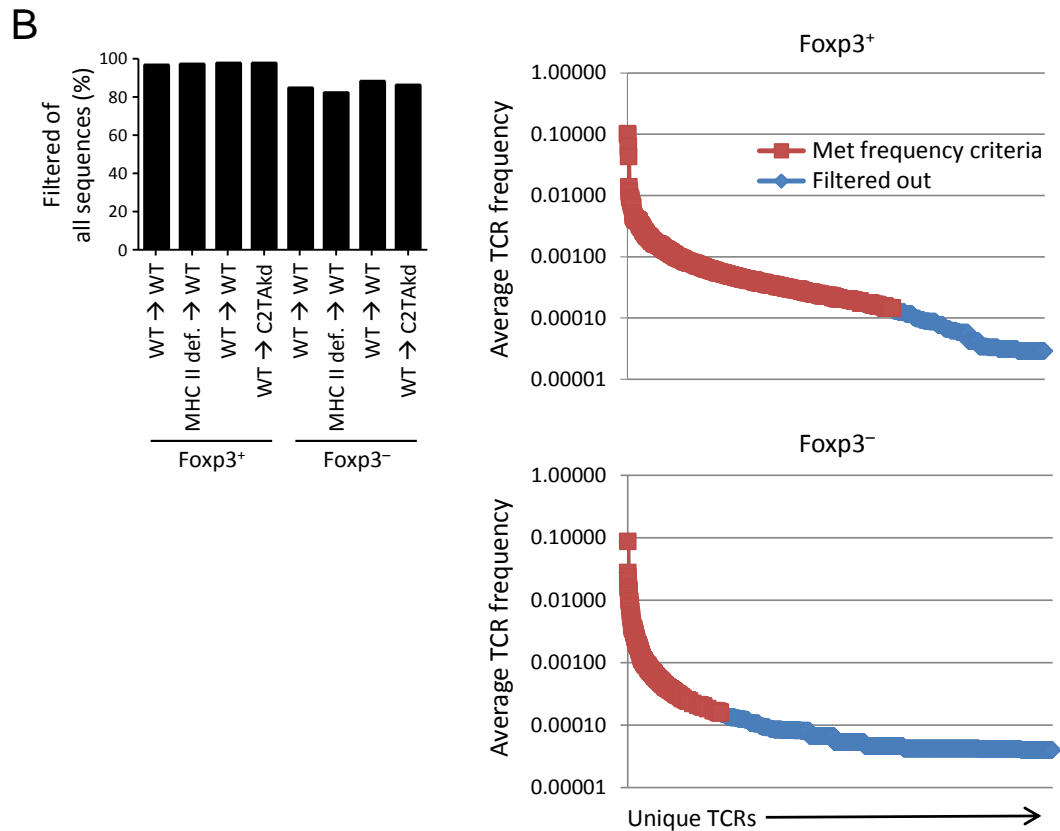 B
Filtered of
all sequences (%)
100
80
60
40
20
0
WT → WT
MHC II def. → WT
WT → WT
WT → C2TAkd
WT → WT
MHC II def. → WT
WT → WT
WT → C2TAkd
Foxp3⁺
Foxp3⁻
Foxp3⁺
Average TCR frequency
1.00000
0.10000
0.01000
0.00100
0.00010
0.00001
Met frequency criteria
Filtered out
Foxp3⁻
Average TCR frequency
1.00000
0.10000
0.01000
0.00100
0.00010
0.00001
Unique TCRs